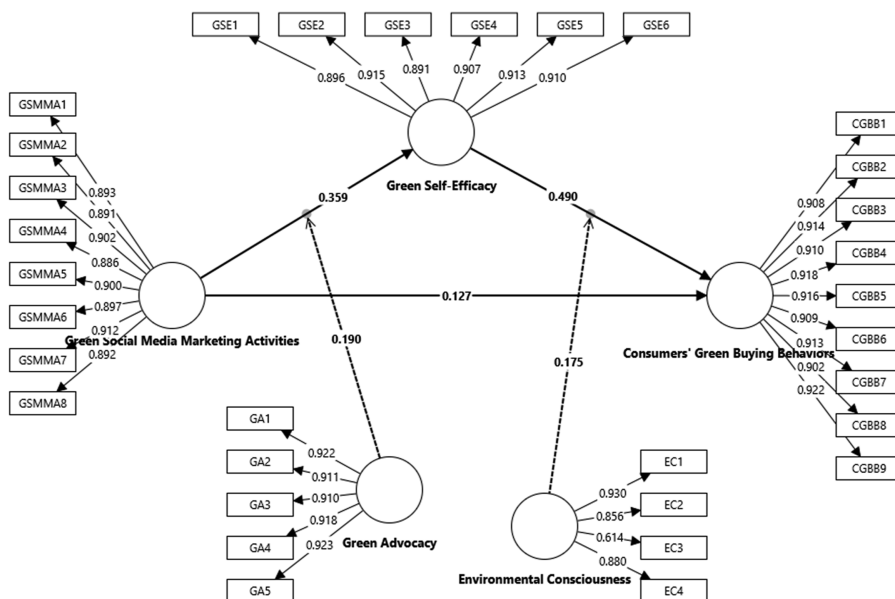 GSE1 GSE2 GSE3 GSE4 GSE5 GSE6
0.896 0.915 0.891 0.907 0.913 0.910
Green Self-Efficacy
GSMMA1
GSMMA2
GSMMA3
GSMMA4
GSMMA5
GSMMA6
GSMMA7
GSMMA8
0.893
0.891
0.902
0.886
0.900
0.897
0.912
0.892
Green Social Media Marketing Activities
0.359
0.490
0.127
0.190
0.175
CGBB1
CGBB2
CGBB3
CGBB4
CGBB5
CGBB6
CGBB7
CGBB8
CGBB9
0.908
0.914
0.910
0.918
0.916
0.909
0.913
0.902
0.922
Consumers' Green Buying Behaviors
GA1
GA2
GA3
GA4
GA5
0.922
0.911
0.910
0.918
0.923
Green Advocacy
EC1
EC2
EC3
EC4
0.930
0.856
0.614
0.880
Environmental Consciousness